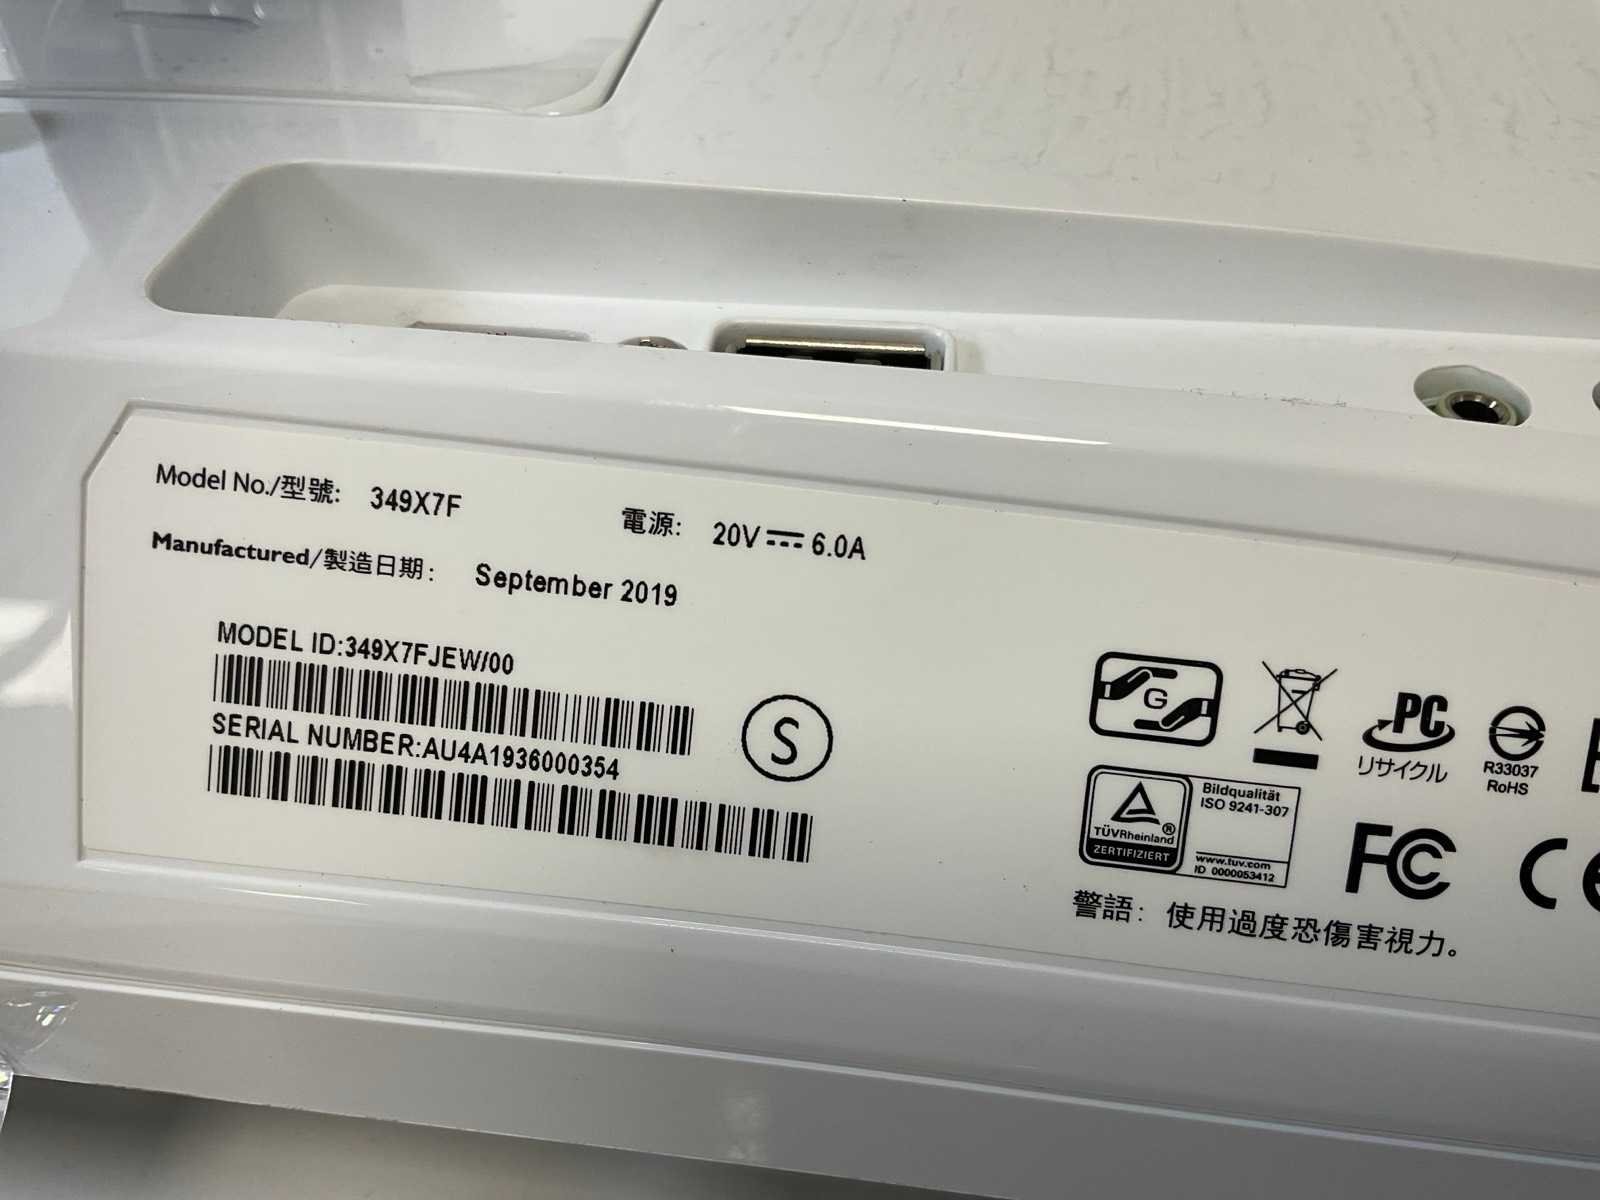 Model No./型號: 349X7F
電源: 20V 6.0A
Manufactured/製造日期: September 2019
MODEL ID:349X7FJEW/00
SERIAL NUMBER:AU4A1936000354
S
G
PC
リサイクル
R33037
RoHS
TÜVRheinland®
ZERTIFIZIERT
Bildqualität
ISO 9241-307
www.tuv.com
ID 0000053412
FC
CE
警語: 使用過度恐傷害視力。